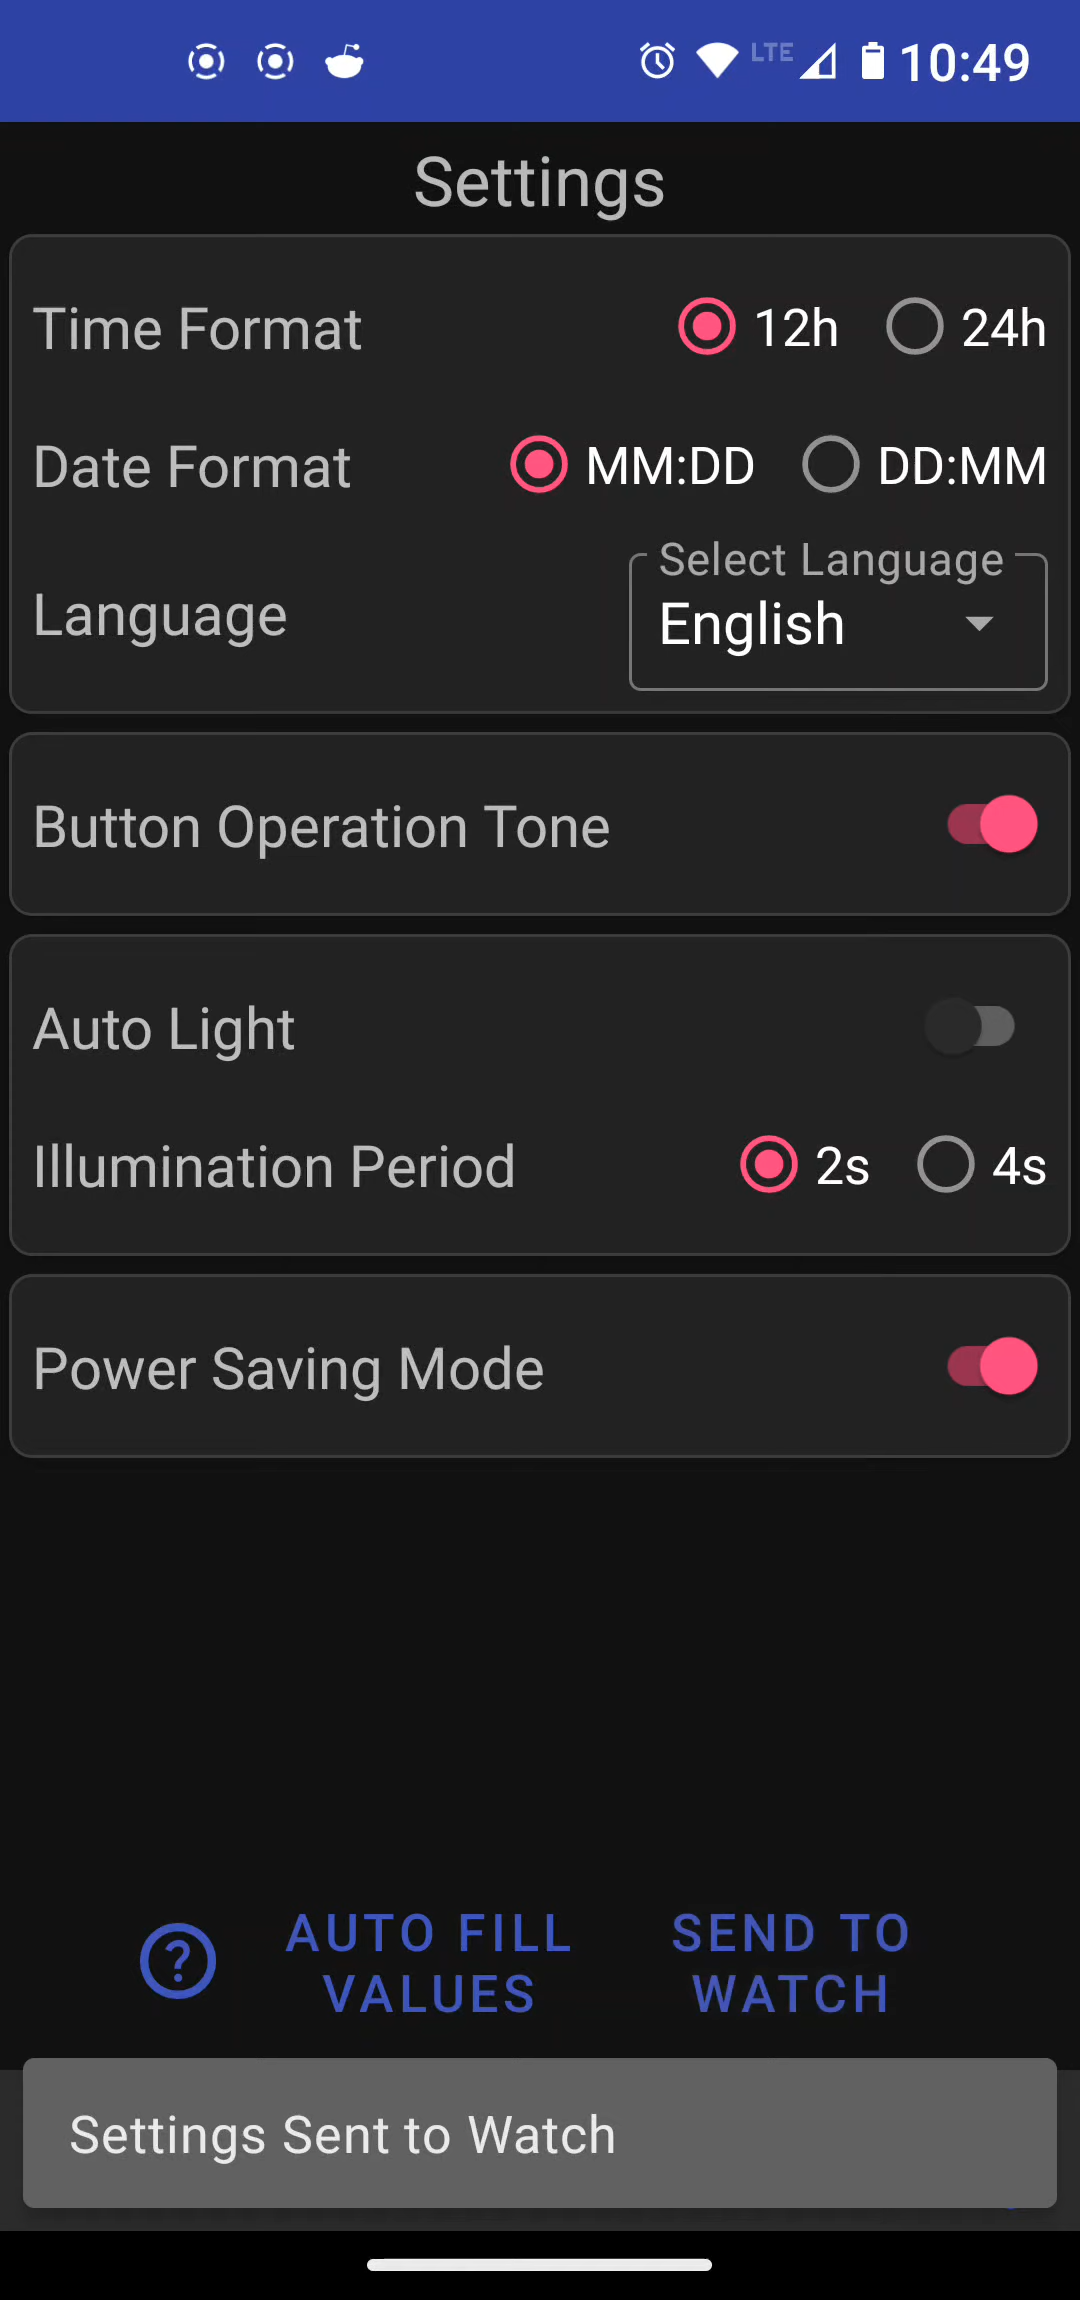 LTE 10:49
Settings
Time Format 12h 24h
Date Format MM:DD DD:MM
Select Language
Language English
Button Operation Tone
Auto Light
Illumination Period 2s 4s
Power Saving Mode
? AUTO FILL VALUES SEND TO WATCH
Settings Sent to Watch